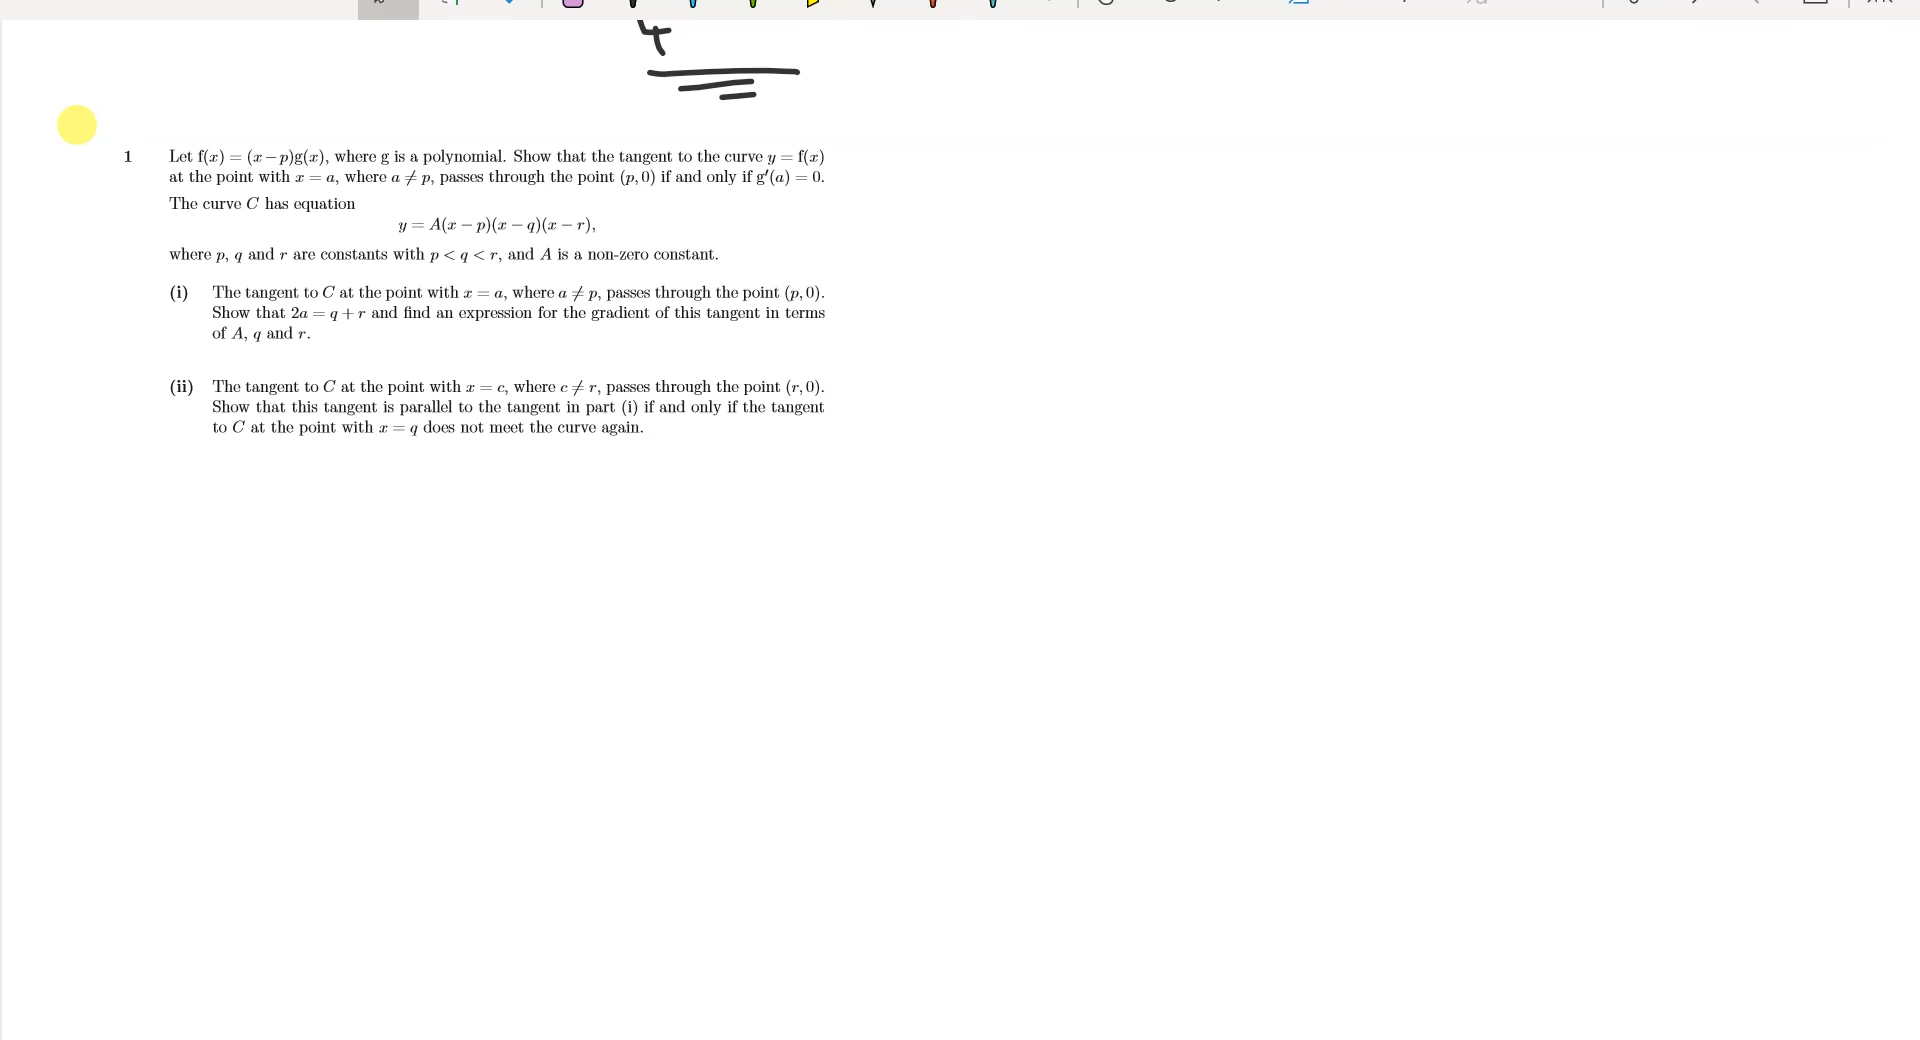 4
1 Let f(x) = (x − p)g(x), where g is a polynomial. Show that the tangent to the curve y = f(x)
at the point with x = a, where a ≠ p, passes through the point (p, 0) if and only if g′(a) = 0.
The curve C has equation
y = A(x − p)(x − q)(x − r),
where p, q and r are constants with p < q < r, and A is a non-zero constant.
(i) The tangent to C at the point with x = a, where a ≠ p, passes through the point (p, 0).
Show that 2a = q + r and find an expression for the gradient of this tangent in terms
of A, q and r.
(ii) The tangent to C at the point with x = c, where c ≠ r, passes through the point (r, 0).
Show that this tangent is parallel to the tangent in part (i) if and only if the tangent
to C at the point with x = q does not meet the curve again.